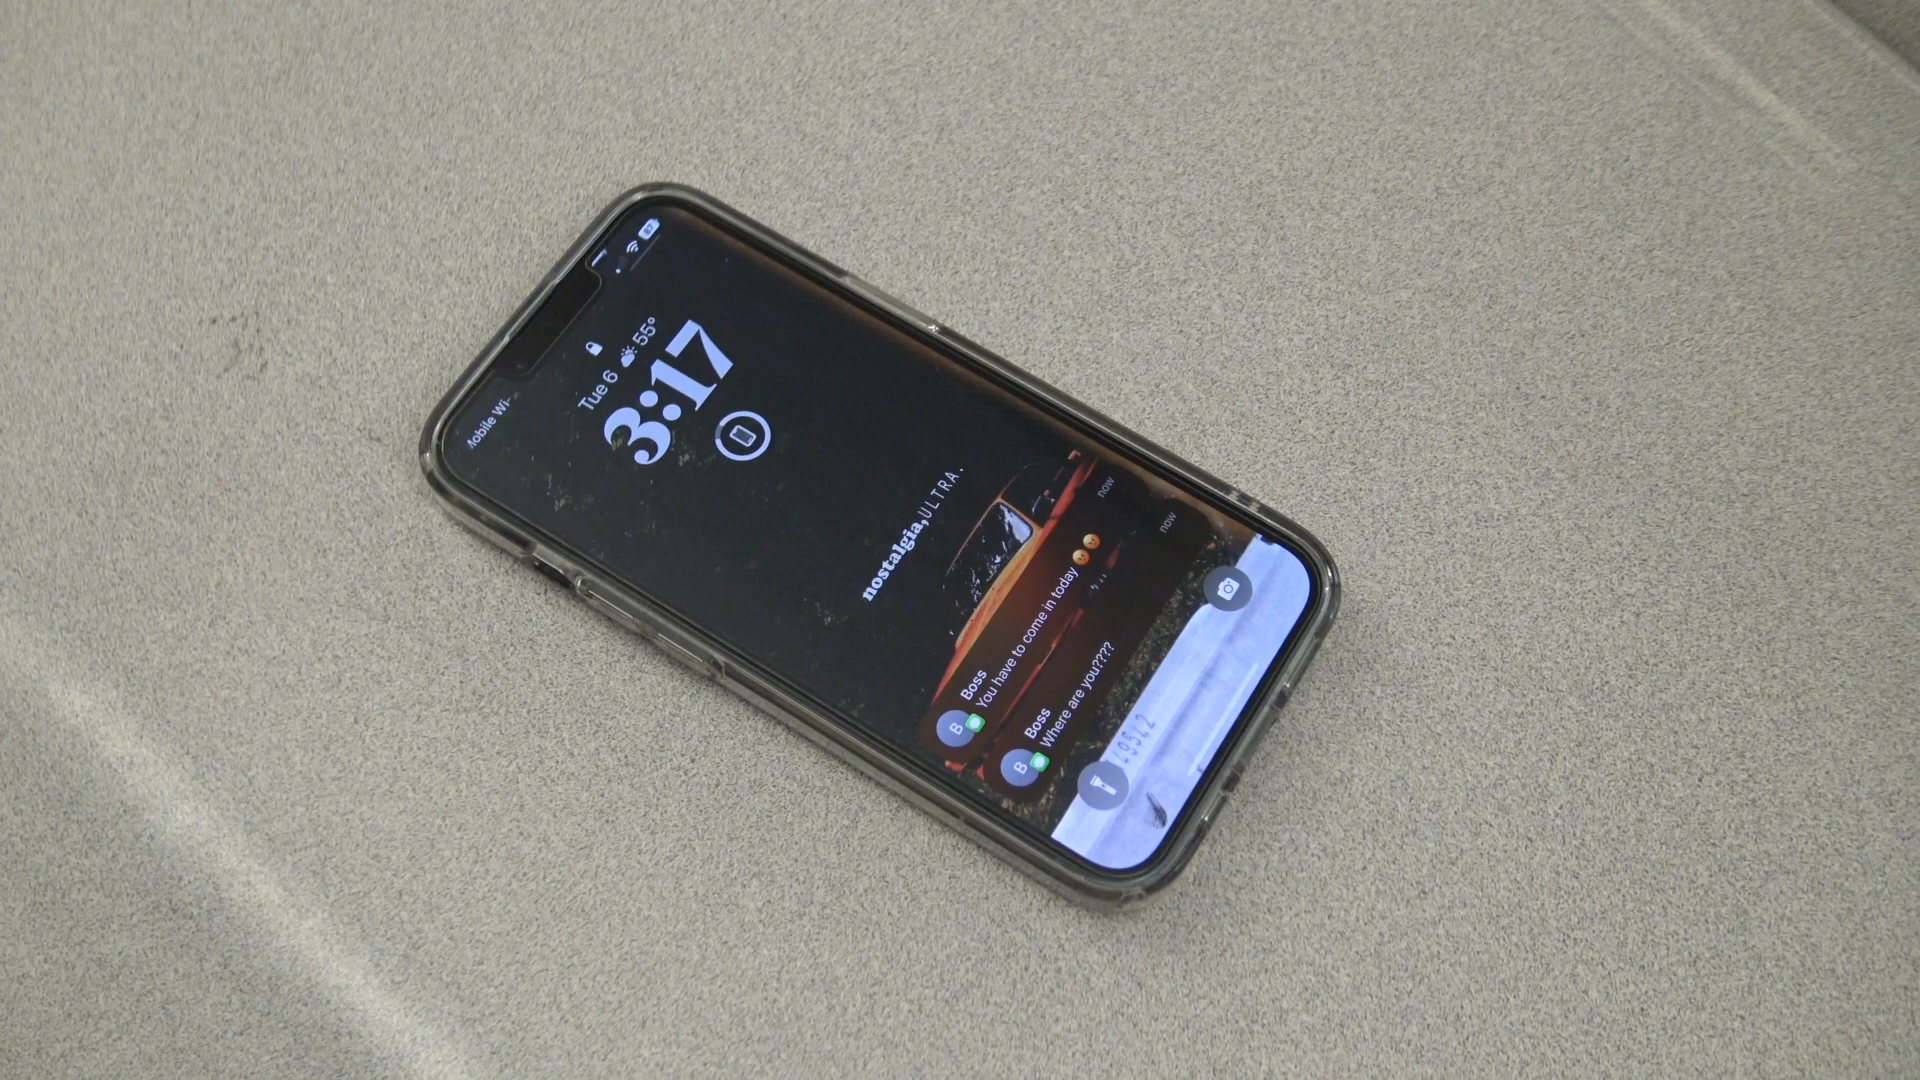 Mobile Wi-
87
Tue 6 55°
3:17
nostalgia, ULTRA.
Boss
now
You have to come in today 😠😠
Boss
now
Where are you????
B
B